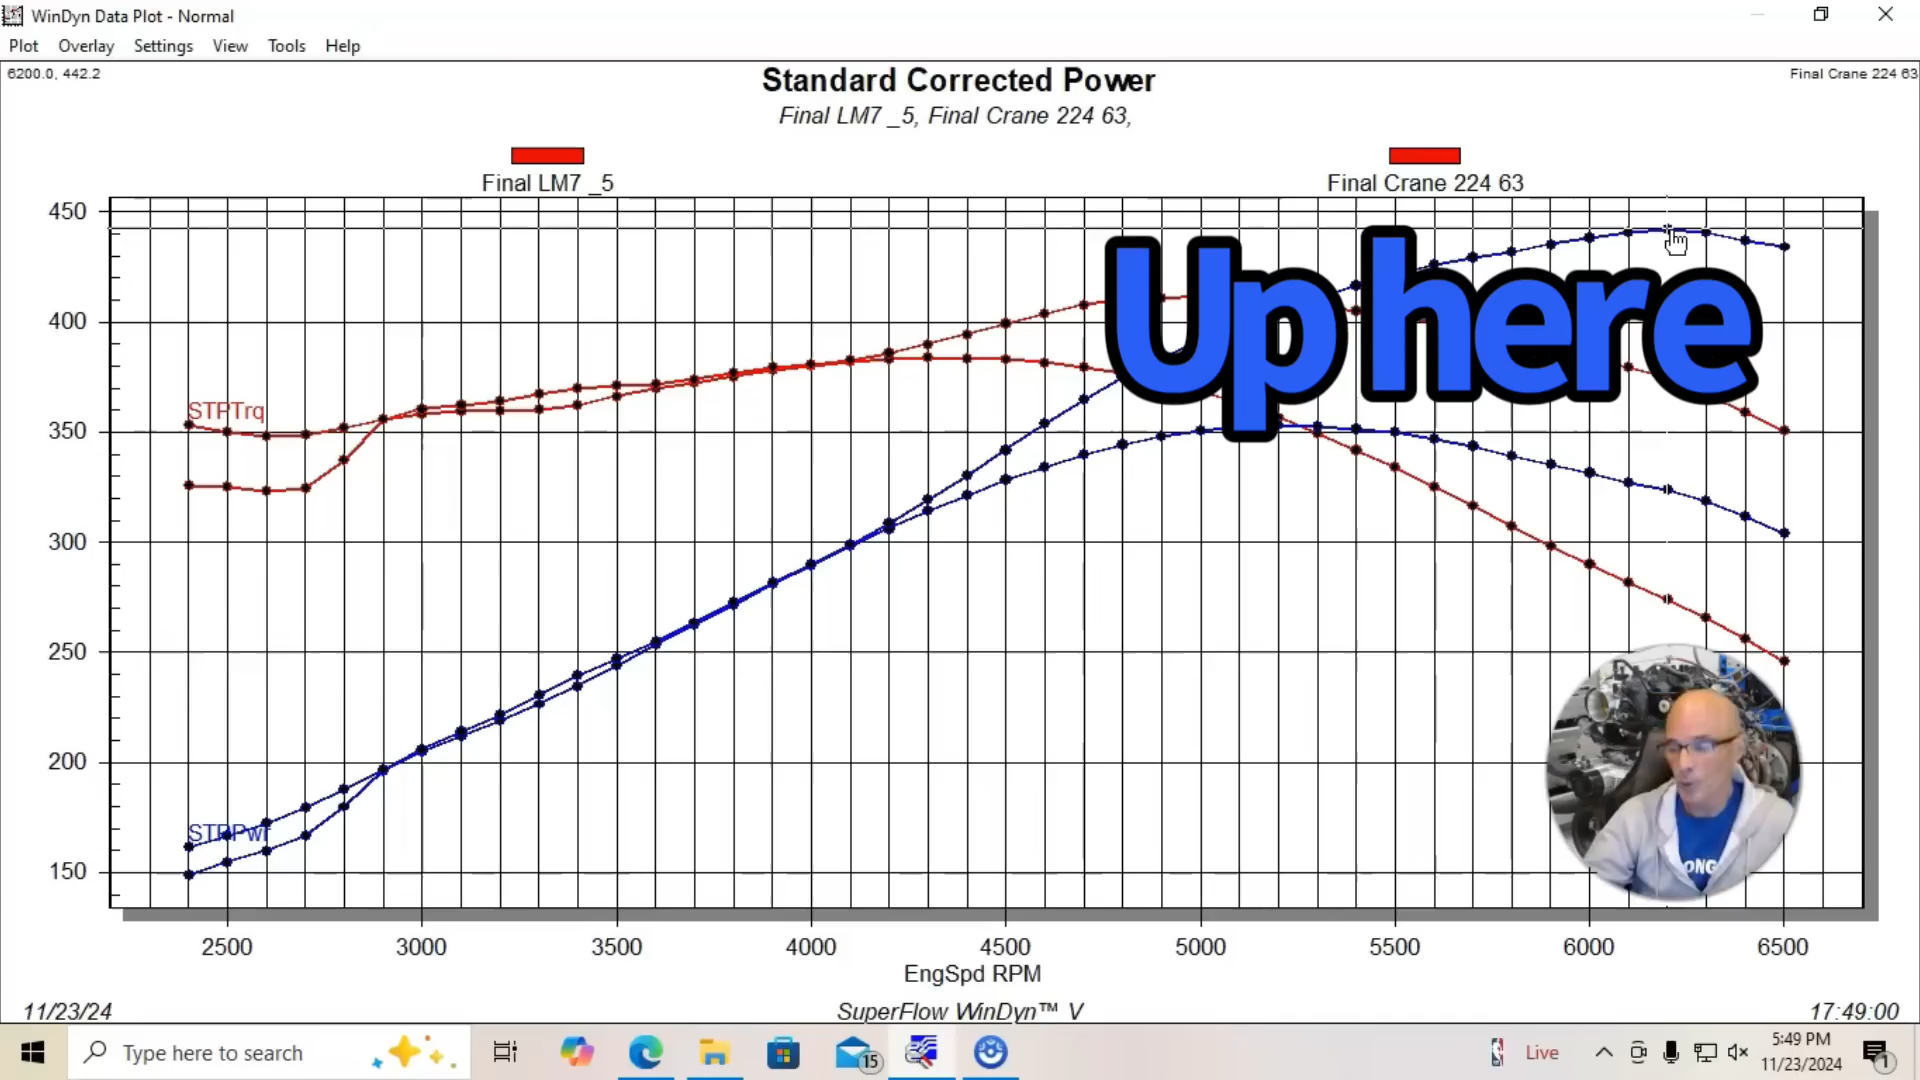 WinDyn Data Plot - Normal
Plot Overlay Settings View Tools Help
6200.0, 442.2
Final Crane 224 63
Standard Corrected Power
Final LM7 _5, Final Crane 224 63,
Final LM7 _5
Final Crane 224 63
450
400
350
300
250
200
150
Up here
STPTrq
STPPwr
ONG
2500 3000 3500 4000 4500 5000 5500 6000 6500
EngSpd RPM
11/23/24
SuperFlow WinDyn™ V
17:49:00
Type here to search
15
Live
5:49 PM
11/23/2024
1